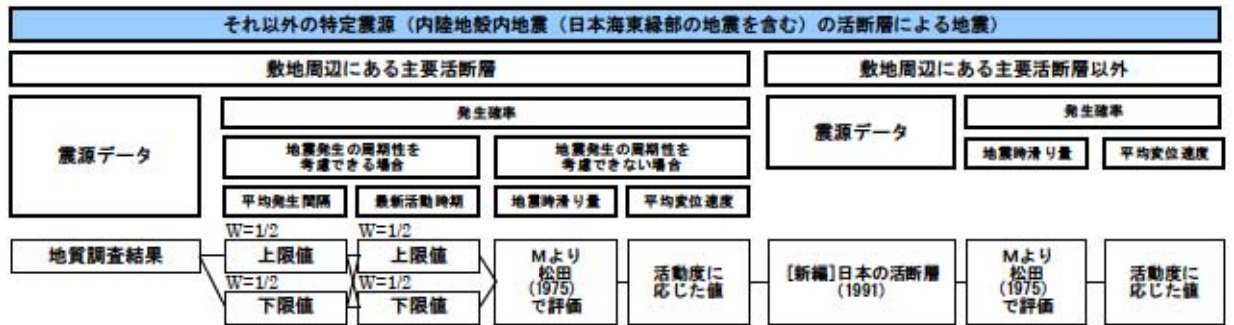 それ以外の特定震源（内陸地殻内地震（日本海東縁部の地震を含む）の活断層による地震）
敷地周辺にある主要活断層
敷地周辺にある主要活断層以外
震源データ
発生確率
地震発生の周期性を
考慮できる場合
地震発生の周期性を
考慮できない場合
平均発生間隔
最新活動時期
地震時滑り量
平均変位速度
震源データ
発生確率
地震時滑り量
平均変位速度
地質調査結果
W=1/2
上限値
W=1/2
下限値
W=1/2
上限値
W=1/2
下限値
Mより
松田
(1975)
で評価
活動度に
応じた値
[新編]日本の活断層
(1991)
Mより
松田
(1975)
で評価
活動度に
応じた値